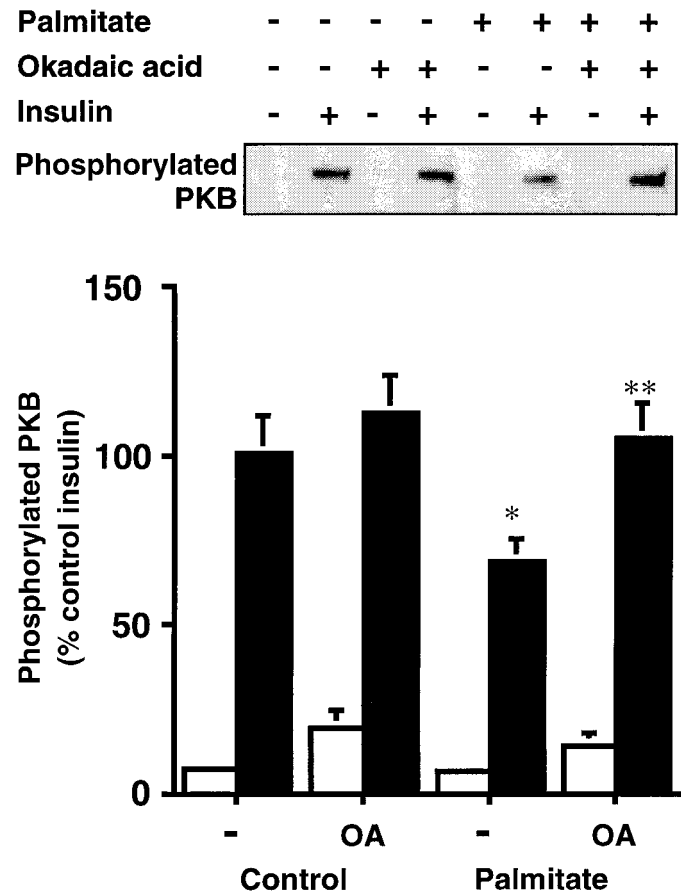 Palmitate - - - - + + + +
Okadaic acid - - + + - - + +
Insulin - + - + - + - +
Phosphorylated
PKB
150
100
50
0
Phosphorylated PKB
(% control insulin)
*
**
- OA - OA
Control Palmitate